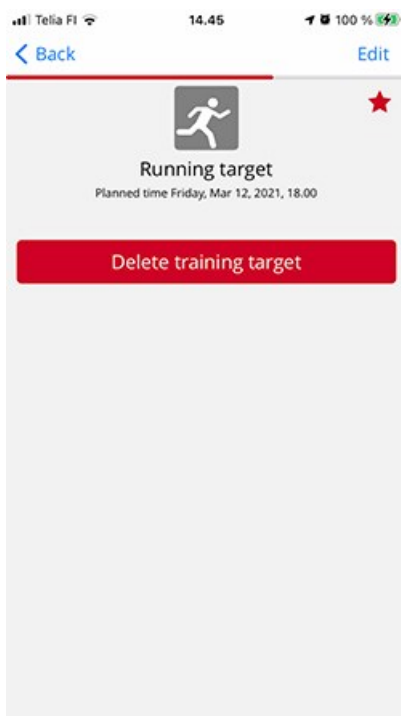 Telia FI 14.45 100 %
Back Edit
Running target
Planned time Friday, Mar 12, 2021, 18.00
Delete training target